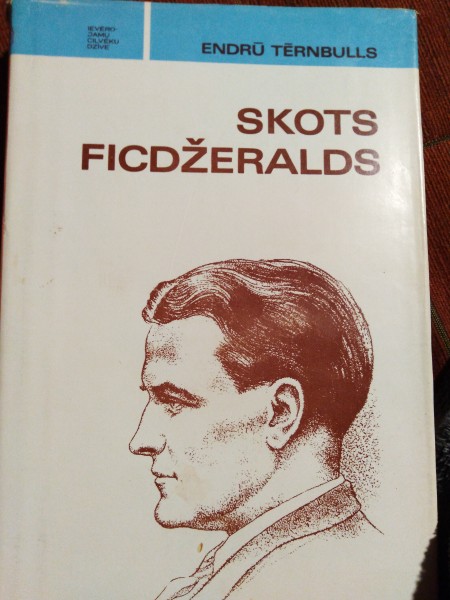 IEVĒRO-
JAMU
CILVĒKU
DZĪVE
ENDRŪ TĒRNBULLS
SKOTS
FICDŽERALDS